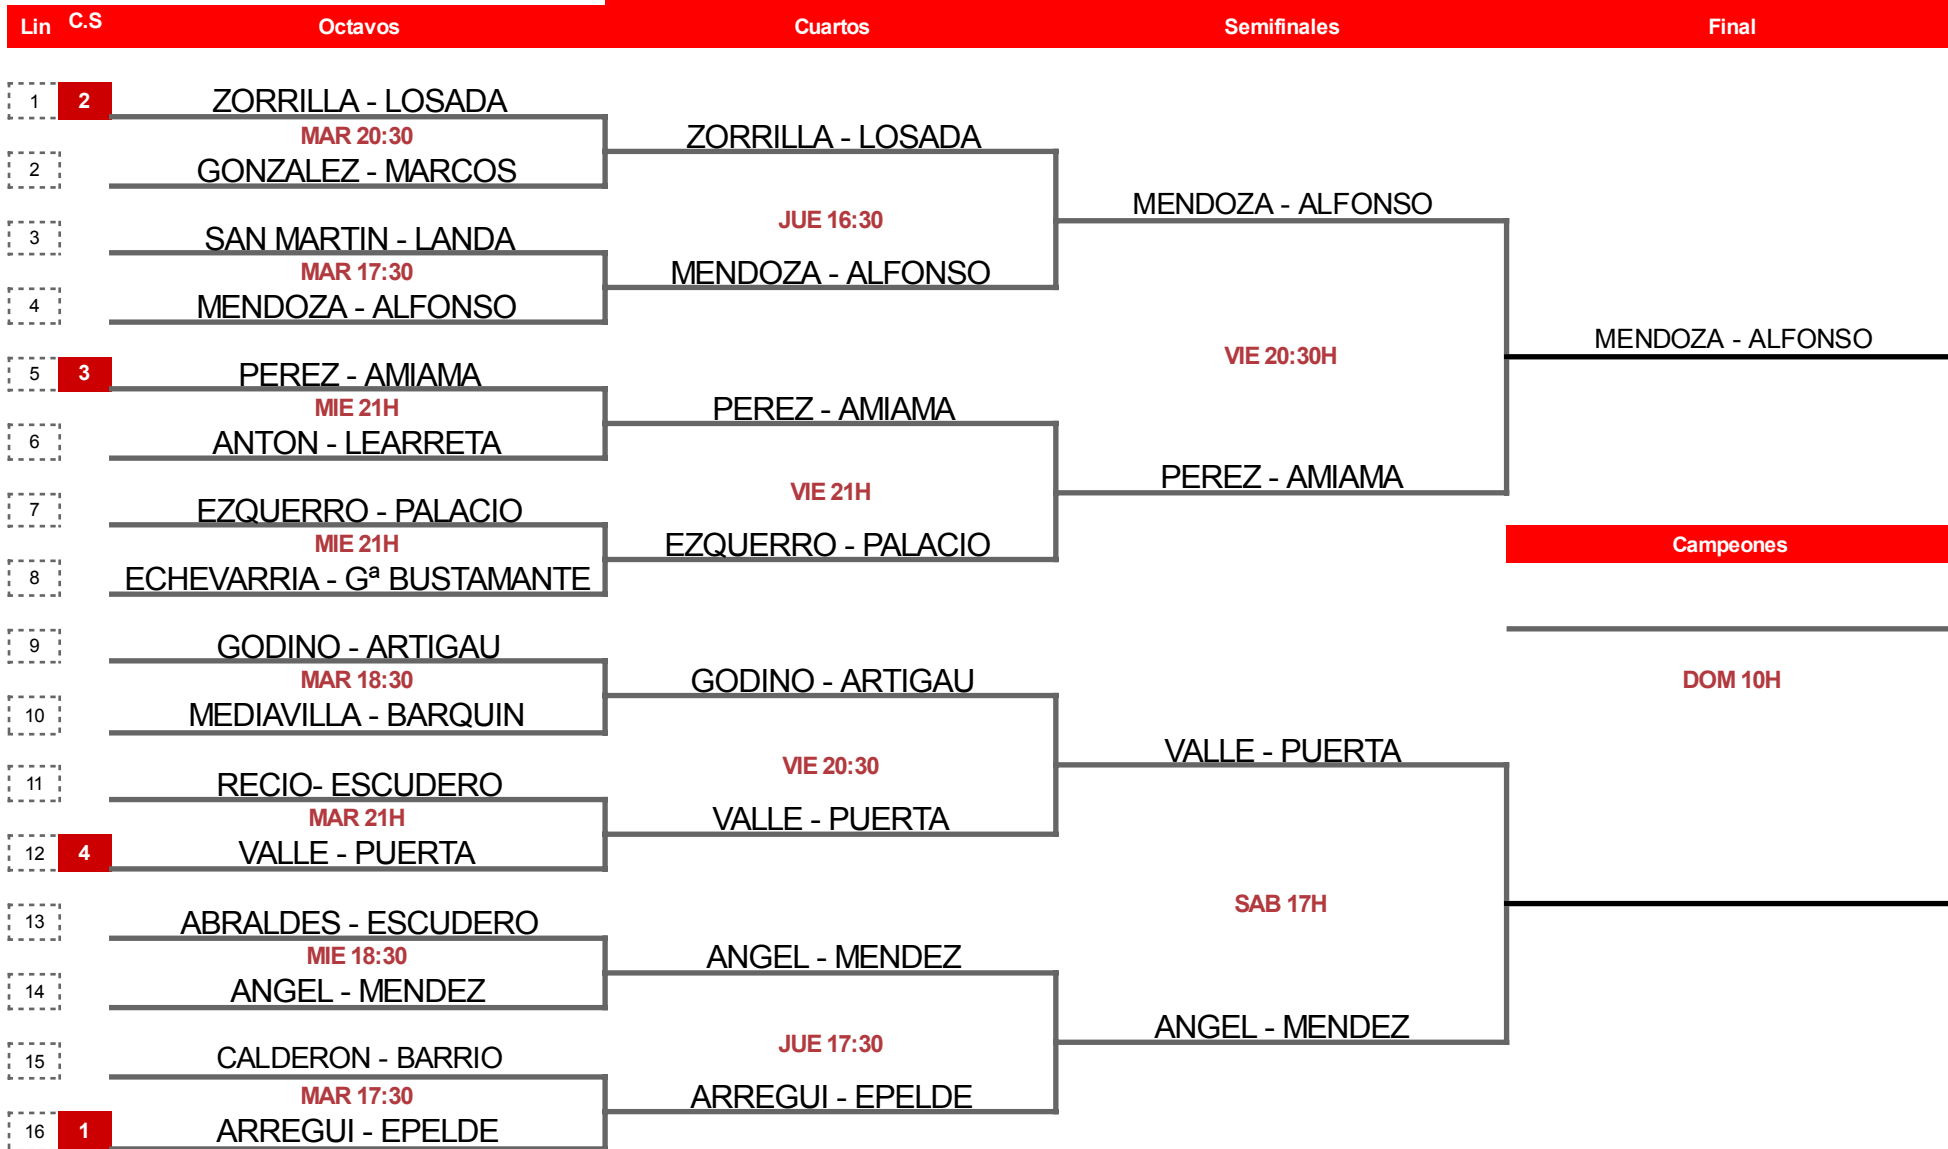 Lin C.S Octavos Cuartos Semifinales Final
1 2 ZORRILLA - LOSADA
MAR 20:30
ZORRILLA - LOSADA
2 GONZALEZ - MARCOS
MENDOZA - ALFONSO
JUE 16:30
3 SAN MARTIN - LANDA
MAR 17:30
MENDOZA - ALFONSO
4 MENDOZA - ALFONSO
MENDOZA - ALFONSO
VIE 20:30H
5 3 PEREZ - AMIAMA
MIE 21H
PEREZ - AMIAMA
6 ANTON - LEARRETA
PEREZ - AMIAMA
VIE 21H
7 EZQUERRO - PALACIO
MIE 21H
EZQUERRO - PALACIO
Campeones
8 ECHEVARRIA - Gª BUSTAMANTE
9 GODINO - ARTIGAU
MAR 18:30
GODINO - ARTIGAU
DOM 10H
10 MEDIAVILLA - BARQUIN
VALLE - PUERTA
VIE 20:30
11 RECIO- ESCUDERO
MAR 21H
VALLE - PUERTA
12 4 VALLE - PUERTA
SAB 17H
13 ABRALDES - ESCUDERO
MIE 18:30
ANGEL - MENDEZ
14 ANGEL - MENDEZ
ANGEL - MENDEZ
JUE 17:30
15 CALDERON - BARRIO
MAR 17:30
ARREGUI - EPELDE
16 1 ARREGUI - EPELDE